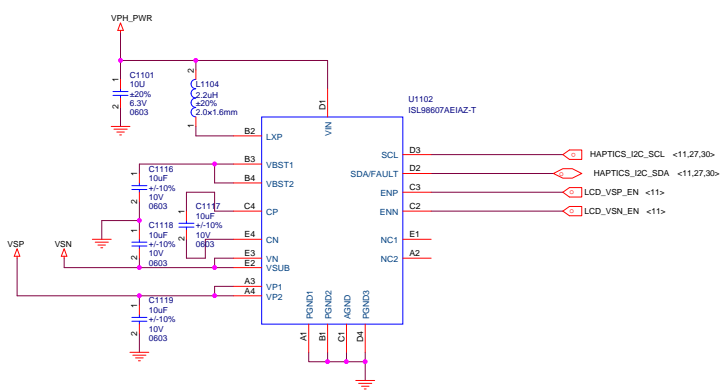 VPH_PWR
2
1
C1101
10U
±20%
6.3V
0603
1
2
L1104
2.2uH
±20%
2.0x1.6mm
U1102
ISL98607AEIAZ-T
D1
VIN
B2
LXP
B3
VBST1
B4
VBST2
C4
CP
E4
CN
E3
VN
E2
VSUB
A3
VP1
A4
VP2
SCL
D3
HAPTICS_I2C_SCL <11,27,30>
SDA/FAULT
D2
HAPTICS_I2C_SDA <11,27,30>
ENP
C3
LCD_VSP_EN <11>
ENN
C2
LCD_VSN_EN <11>
NC1
E1
NC2
A2
1
2
C1116
10uF
+/-10%
10V
0603
1
2
C1117
10uF
+/-10%
10V
0603
1
2
C1118
10uF
+/-10%
10V
0603
VSP
VSN
1
2
C1119
10uF
+/-10%
10V
0603
PGND1
PGND2
AGND
PGND3
A1
B1
C1
D4